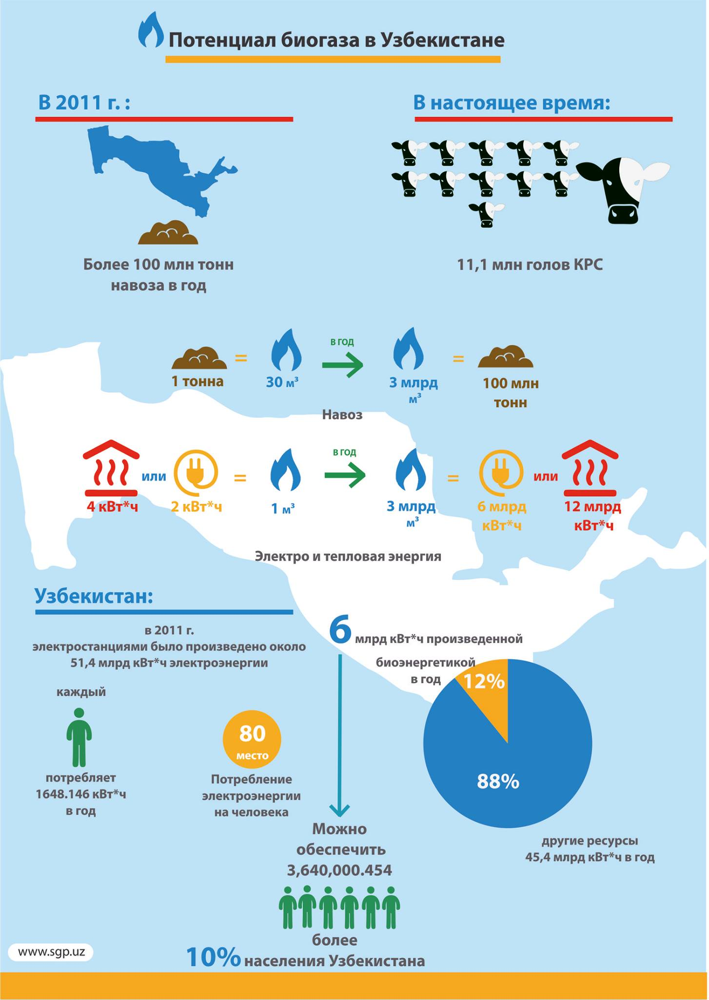 Потенциал биогаза в Узбекистане
В 2011 г. :
Более 100 млн тонн
навоза в год
В настоящее время:
11,1 млн голов КРС
1 тонна
=
30 м³
В ГОД
3 млрд
м³
=
100 млн
тонн
Навоз
4 кВт*ч
или
2 кВт*ч
=
1 м³
В ГОД
3 млрд
м³
=
6 млрд
кВт*ч
или
12 млрд
кВт*ч
Электро и тепловая энергия
Узбекистан:
в 2011 г.
электростанциями было произведено около
51,4 млрд кВт*ч электроэнергии
каждый
потребляет
1648.146 кВт*ч
в год
80
место
Потребление
электроэнергии
на человека
6 млрд кВт*ч произведенной
биоэнергетикой
в год
12%
88%
другие ресурсы
45,4 млрд кВт*ч в год
Можно
обеспечить
3,640,000.454
более
10% населения Узбекистана
www.sgp.uz